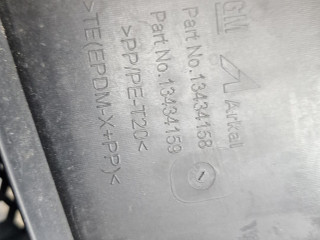 GM
Arkal
Part No.13434158
Part No.13434159
>PP/PE-T20<
>TE(EPDM-X+PP)<